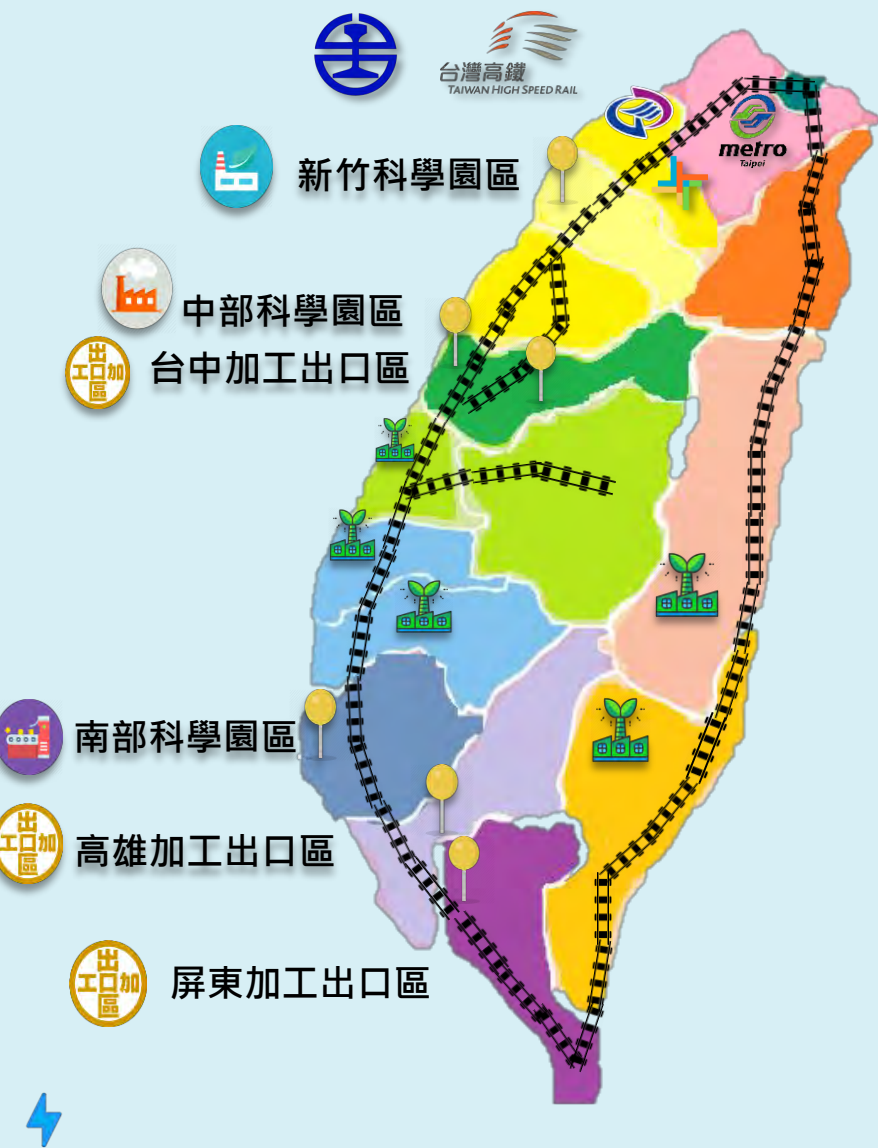 台灣高鐵
TAIWAN HIGH SPEED RAIL
metro
Taipei
新竹科學園區
中部科學園區
出
工口加
區
台中加工出口區
南部科學園區
出
工口加
區
高雄加工出口區
出
工口加
區
屏東加工出口區